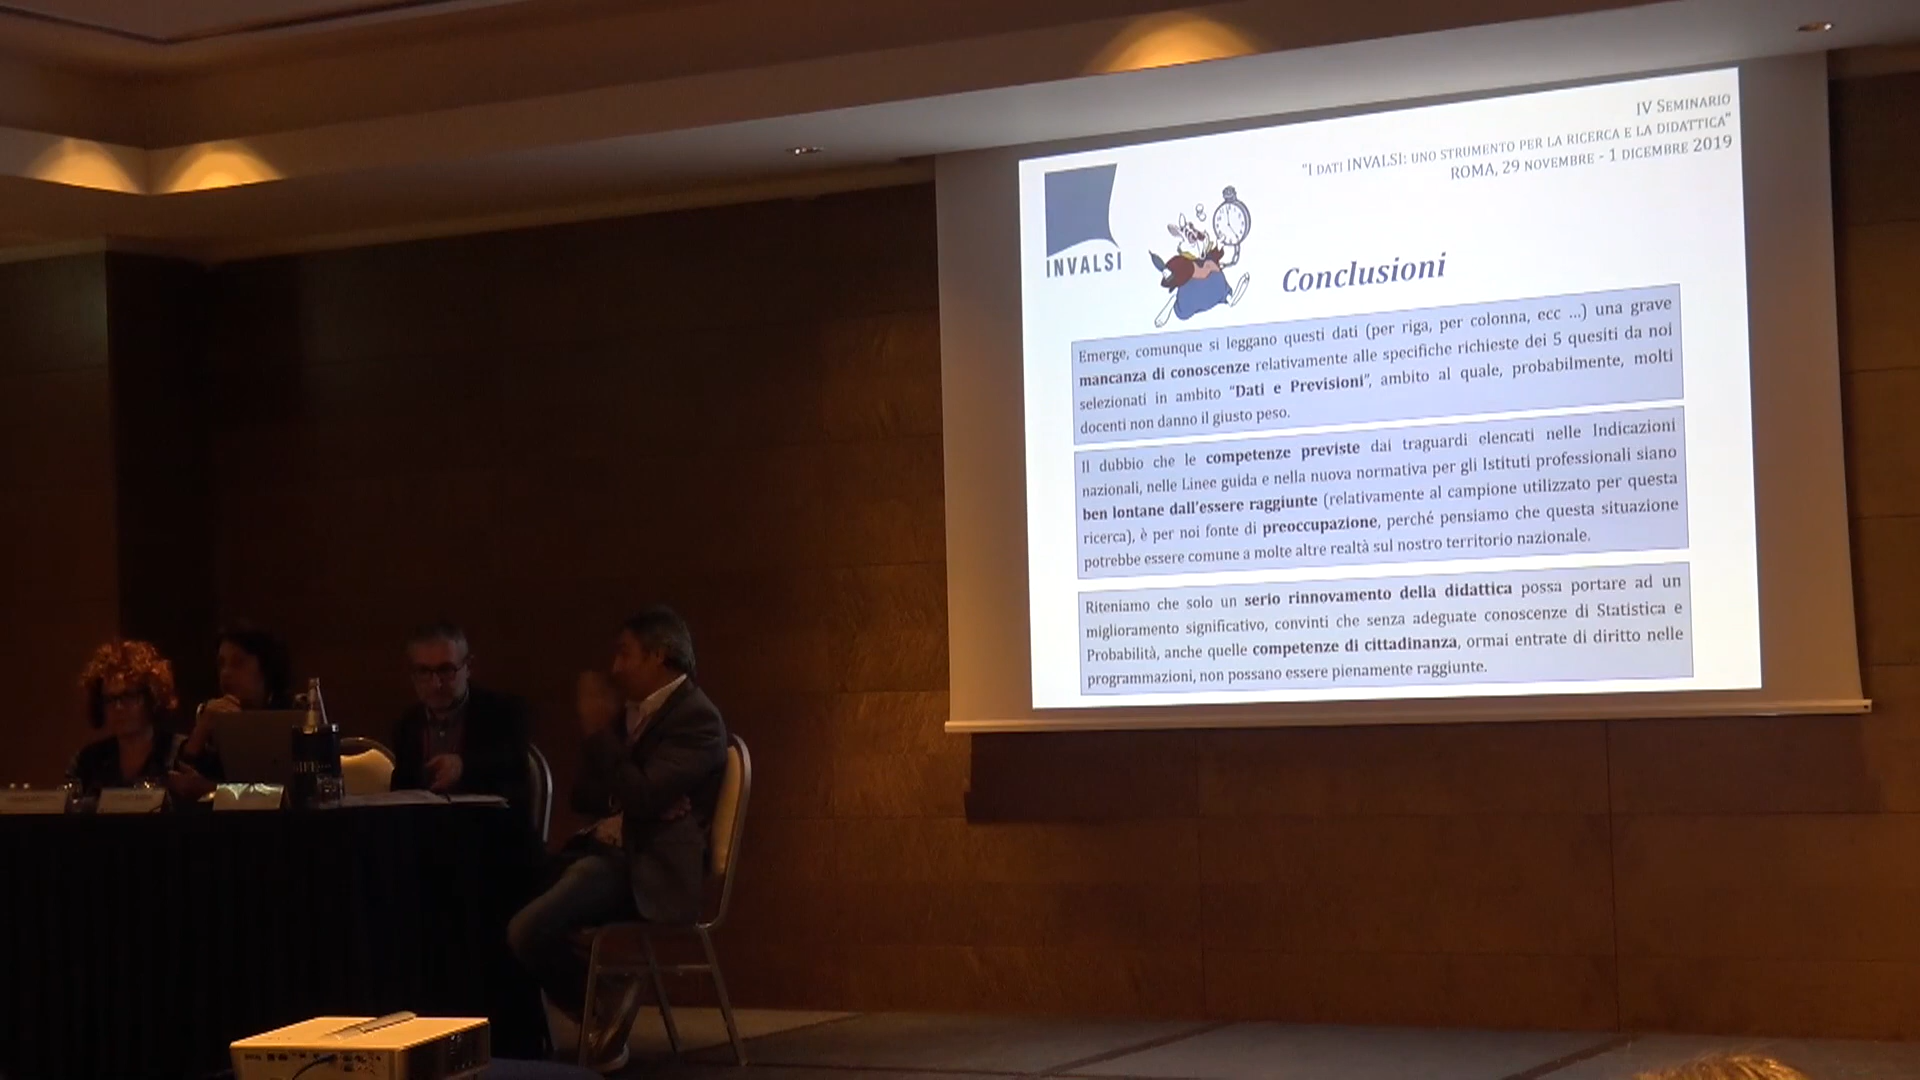 IV SEMINARIO
"I DATI INVALSI: UNO STRUMENTO PER LA RICERCA E LA DIDATTICA"
ROMA, 29 NOVEMBRE - 1 DICEMBRE 2019
INVALSI
Conclusioni
Emerge, comunque si leggano questi dati (per riga, per colonna, ecc ...) una grave
mancanza di conoscenze relativamente alle specifiche richieste dei 5 quesiti da noi
selezionati in ambito "Dati e Previsioni", ambito al quale, probabilmente, molti
docenti non danno il giusto peso.
Il dubbio che le competenze previste dai traguardi elencati nelle Indicazioni
nazionali, nelle Linee guida e nella nuova normativa per gli Istituti professionali siano
ben lontane dall'essere raggiunte (relativamente al campione utilizzato per questa
ricerca), è per noi fonte di preoccupazione, perché pensiamo che questa situazione
potrebbe essere comune a molte altre realtà sul nostro territorio nazionale.
Riteniamo che solo un serio rinnovamento della didattica possa portare ad un
miglioramento significativo, convinti che senza adeguate conoscenze di Statistica e
Probabilità, anche quelle competenze di cittadinanza, ormai entrate di diritto nelle
programmazioni, non possano essere pienamente raggiunte.